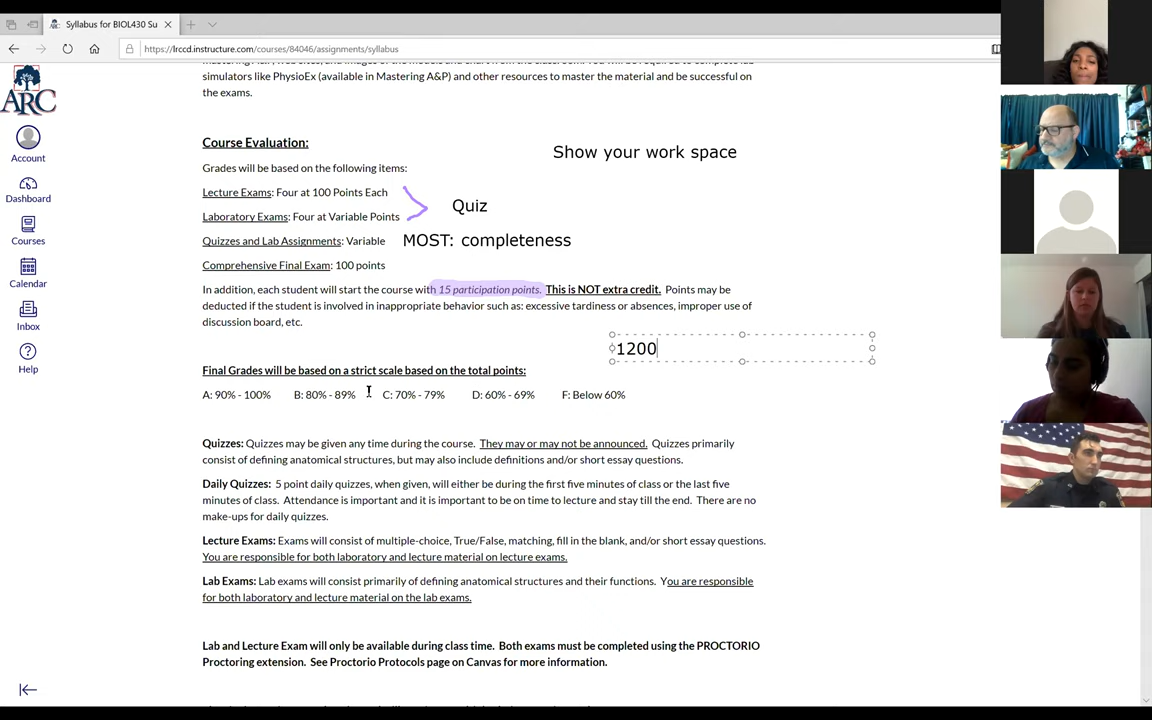 Syllabus for BIOL430 Su
https://lrccd.instructure.com/courses/84046/assignments/syllabus
simulators like PhysioEx (available in Mastering A&P) and other resources to master the material and be successful on
the exams.
ARC
Account
Dashboard
Courses
Calendar
Inbox
Help
Course Evaluation:
Show your work space
Grades will be based on the following items:
Lecture Exams: Four at 100 Points Each
Quiz
Laboratory Exams: Four at Variable Points
Quizzes and Lab Assignments: Variable MOST: completeness
Comprehensive Final Exam: 100 points
In addition, each student will start the course with 15 participation points. This is NOT extra credit. Points may be
deducted if the student is involved in inappropriate behavior such as: excessive tardiness or absences, improper use of
discussion board, etc.
1200
Final Grades will be based on a strict scale based on the total points:
A: 90% - 100% B: 80% - 89% C: 70% - 79% D: 60% - 69% F: Below 60%
Quizzes: Quizzes may be given any time during the course. They may or may not be announced. Quizzes primarily
consist of defining anatomical structures, but may also include definitions and/or short essay questions.
Daily Quizzes: 5 point daily quizzes, when given, will either be during the first five minutes of class or the last five
minutes of class. Attendance is important and it is important to be on time to lecture and stay till the end. There are no
make-ups for daily quizzes.
Lecture Exams: Exams will consist of multiple-choice, True/False, matching, fill in the blank, and/or short essay questions.
You are responsible for both laboratory and lecture material on lecture exams.
Lab Exams: Lab exams will consist primarily of defining anatomical structures and their functions. You are responsible
for both laboratory and lecture material on the lab exams.
Lab and Lecture Exam will only be available during class time. Both exams must be completed using the PROCTORIO
Proctoring extension. See Proctorio Protocols page on Canvas for more information.